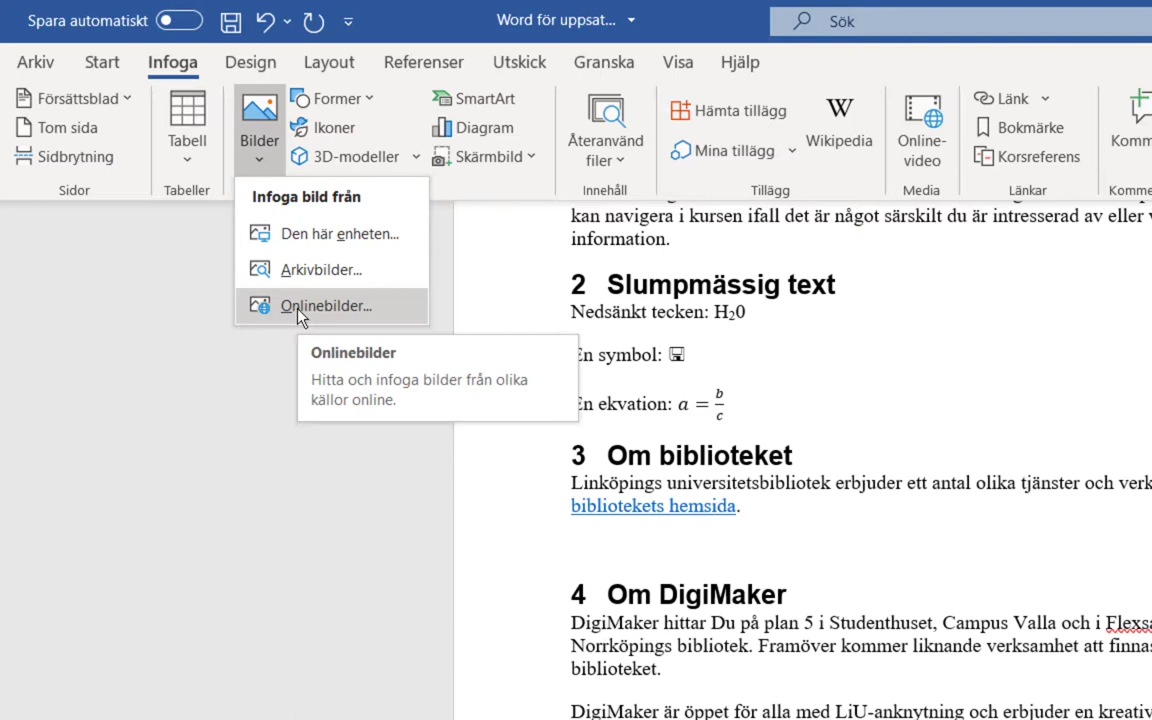 Spara automatiskt
Word för uppsat...
Sök
Arkiv Start Infoga Design Layout Referenser Utskick Granska Visa Hjälp
Försättsblad
Tom sida
Sidbrytning
Sidor
Tabell
Tabeller
Bilder
Former
Ikoner
3D-modeller
SmartArt
Diagram
Skärmbild
Återanvänd
filer
Innehåll
Hämta tillägg
Mina tillägg
W
Wikipedia
Tillägg
Online-
video
Media
Länk
Bokmärke
Korsreferens
Länkar
Komm
Komme
Infoga bild från
Den här enheten...
Arkivbilder...
Onlinebilder...
Onlinebilder
Hitta och infoga bilder från olika
källor online.
kan navigera i kursen ifall det är något särskilt du är intresserad av eller v
information.
2 Slumpmässig text
Nedsänkt tecken: H₂0
En symbol: 🖫
En ekvation: a = b/c
3 Om biblioteket
Linköpings universitetsbibliotek erbjuder ett antal olika tjänster och verk
bibliotekets hemsida.
4 Om DigiMaker
DigiMaker hittar Du på plan 5 i Studenthuset, Campus Valla och i Flexsa
Norrköpings bibliotek. Framöver kommer liknande verksamhet att finnas
biblioteket.
DigiMaker är öppet för alla med LiU-anknytning och erbjuder en kreativ